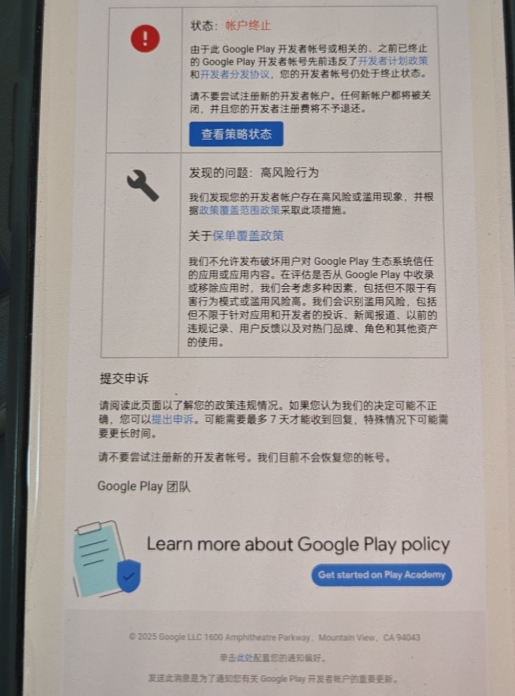 状态：帐户终止
由于此 Google Play 开发者帐号或相关的、之前已终止
的 Google Play 开发者帐号先前违反了开发者计划政策
和开发者分发协议，您的开发者帐号仍处于终止状态。
请不要尝试注册新的开发者帐户。任何新帐户都将被关
闭，并且您的开发者注册费将不予退还。
查看策略状态
发现的问题：高风险行为
我们发现您的开发者帐户存在高风险或滥用现象，并根
据政策覆盖范围政策采取此项措施。
关于保单覆盖政策
我们不允许发布破坏用户对 Google Play 生态系统信任
的应用或应用内容。在评估是否从 Google Play 中收录
或移除应用时，我们会考虑多种因素，包括但不限于有
害行为模式或滥用风险高。我们会识别滥用风险，包括
但不限于针对应用和开发者的投诉、新闻报道、以前的
违规记录、用户反馈以及对热门品牌、角色和其他资产
的使用。
提交申诉
请阅读此页面以了解您的政策违规情况。如果您认为我们的决定可能不正
确，您可以提出申诉。可能需要最多 7 天才能收到回复，特殊情况下可能需
要更长时间。
请不要尝试注册新的开发者帐号。我们目前不会恢复您的帐号。
Google Play 团队
Learn more about Google Play policy
Get started on Play Academy
© 2025 Google LLC 1600 Amphitheatre Parkway, Mountain View, CA 94043
单击此处配置您的通知偏好。
发送此消息是为了通知您有关 Google Play 开发者帐户的重要更新。